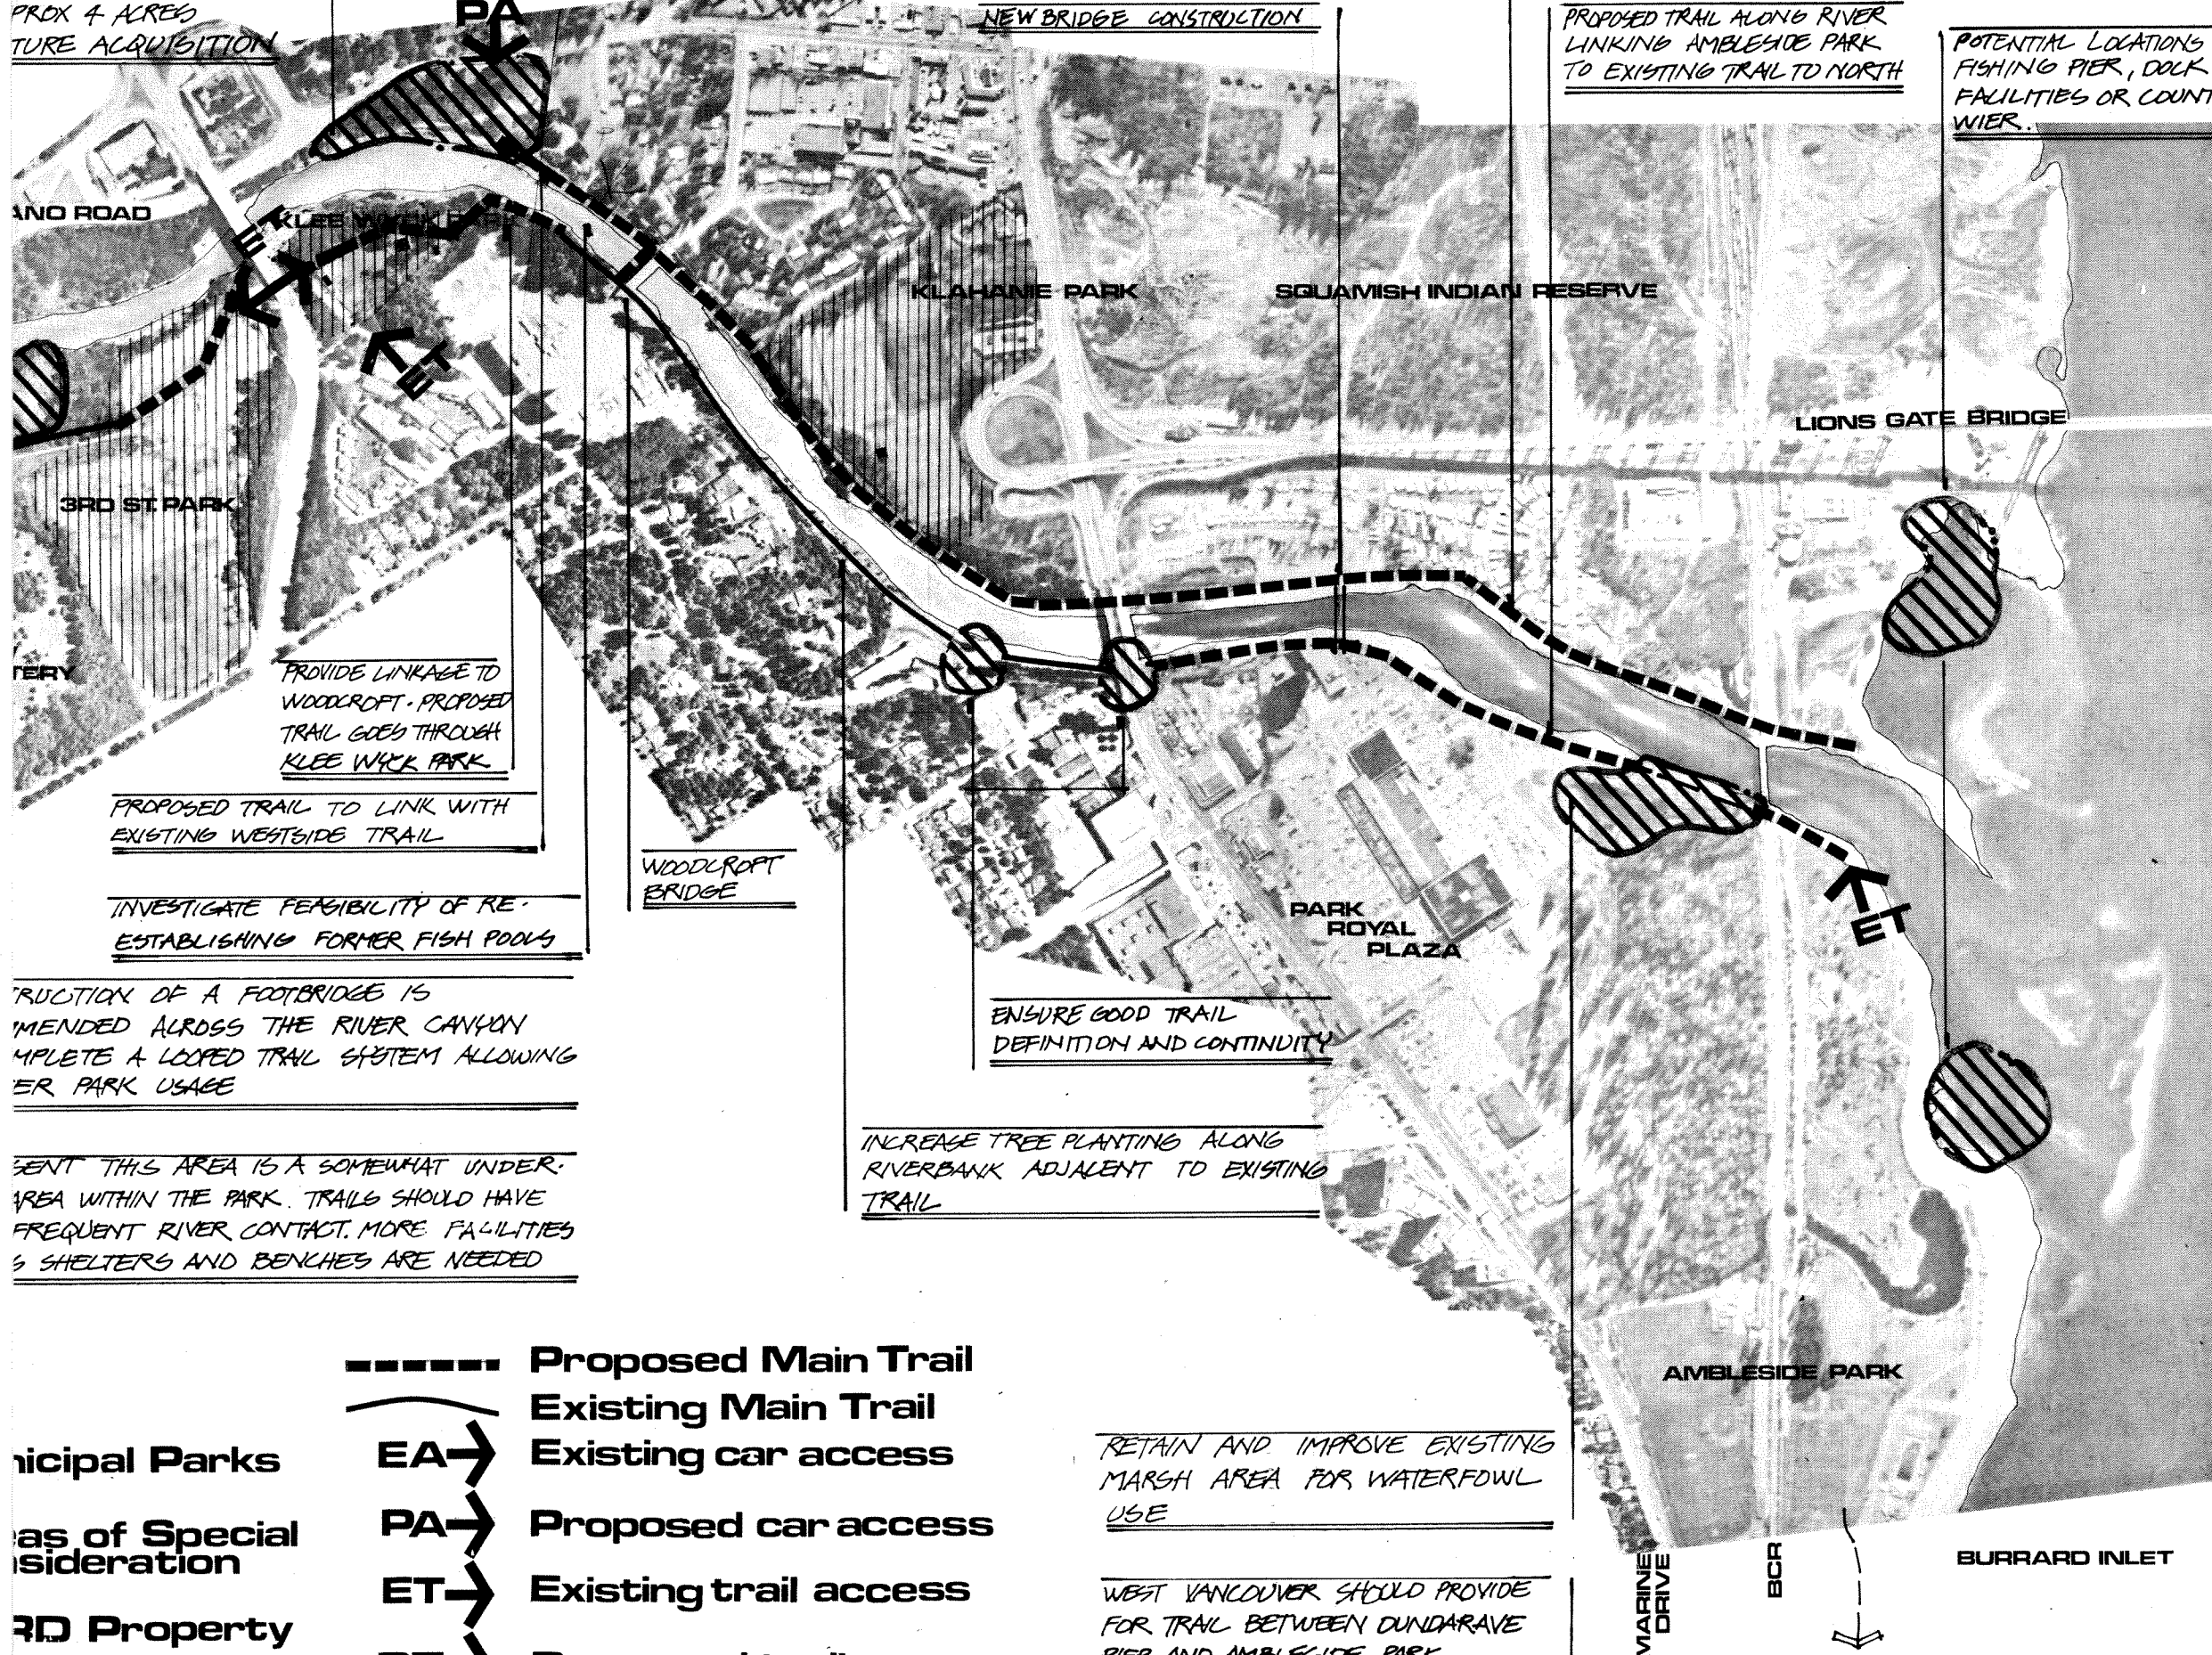 PROX 4 ACRES
TURE ACQUISITION
PA
NEW BRIDGE CONSTRUCTION
PROPOSED TRAIL ALONG RIVER
LINKING AMBLESIDE PARK
TO EXISTING TRAIL TO NORTH
POTENTIAL LOCATIONS
FISHING PIER, DOCK
FACILITIES OR COUNT
WIER.
ANO ROAD
KLEE WYCK PARK
ET
KLAHANIE PARK
SQUAMISH INDIAN RESERVE
LIONS GATE BRIDGE
3RD ST. PARK
TERY
PROVIDE LINKAGE TO
WOODCROFT. PROPOSED
TRAIL GOES THROUGH
KLEE WYCK PARK
PROPOSED TRAIL TO LINK WITH
EXISTING WESTSIDE TRAIL
WOODCROFT
BRIDGE
INVESTIGATE FEASIBILITY OF RE-
ESTABLISHING FORMER FISH POOLS
PARK
ROYAL
PLAZA
ET
TRUCTION OF A FOOTBRIDGE IS
MMENDED ACROSS THE RIVER CANYON
MPLETE A LOOPED TRAIL SYSTEM ALLOWING
ER PARK USAGE
ENSURE GOOD TRAIL
DEFINITION AND CONTINUITY
INCREASE TREE PLANTING ALONG
RIVERBANK ADJACENT TO EXISTING
TRAIL
SENT THIS AREA IS A SOMEWHAT UNDER-
AREA WITHIN THE PARK. TRAILS SHOULD HAVE
FREQUENT RIVER CONTACT. MORE FACILITIES
S SHELTERS AND BENCHES ARE NEEDED
AMBLESIDE PARK
Proposed Main Trail
Existing Main Trail
nicipal Parks
EA Existing car access
PA Proposed car access
eas of Special
nsideration
ET Existing trail access
RD Property
RETAIN AND IMPROVE EXISTING
MARSH AREA FOR WATERFOWL
USE
WEST VANCOUVER SHOULD PROVIDE
FOR TRAIL BETWEEN DUNDARAVE
PIER AND AMBLESIDE PARK
MARINE
DRIVE
BCR
BURRARD INLET